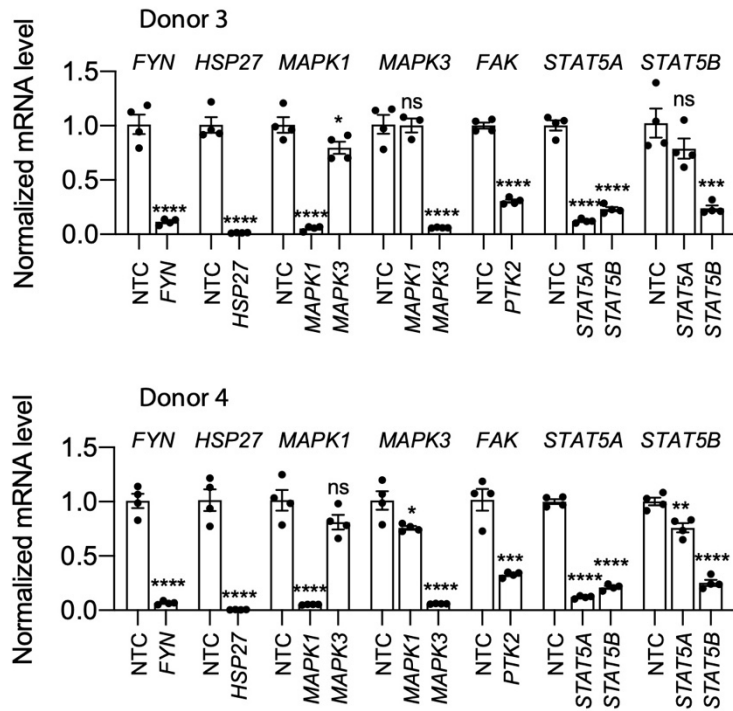 Donor 3
FYN HSP27 MAPK1 MAPK3 FAK STAT5A STAT5B
Normalized mRNA level
1.5
1.0
0.5
0.0
**** **** **** * ns **** **** **** **** ns ***
NTC FYN NTC HSP27 NTC MAPK1 MAPK3 NTC MAPK1 MAPK3 NTC PTK2 NTC STAT5A STAT5B NTC STAT5A STAT5B
Donor 4
FYN HSP27 MAPK1 MAPK3 FAK STAT5A STAT5B
Normalized mRNA level
1.5
1.0
0.5
0.0
**** **** **** ns * **** *** **** **** ** ****
NTC FYN NTC HSP27 NTC MAPK1 MAPK3 NTC MAPK1 MAPK3 NTC PTK2 NTC STAT5A STAT5B NTC STAT5A STAT5B